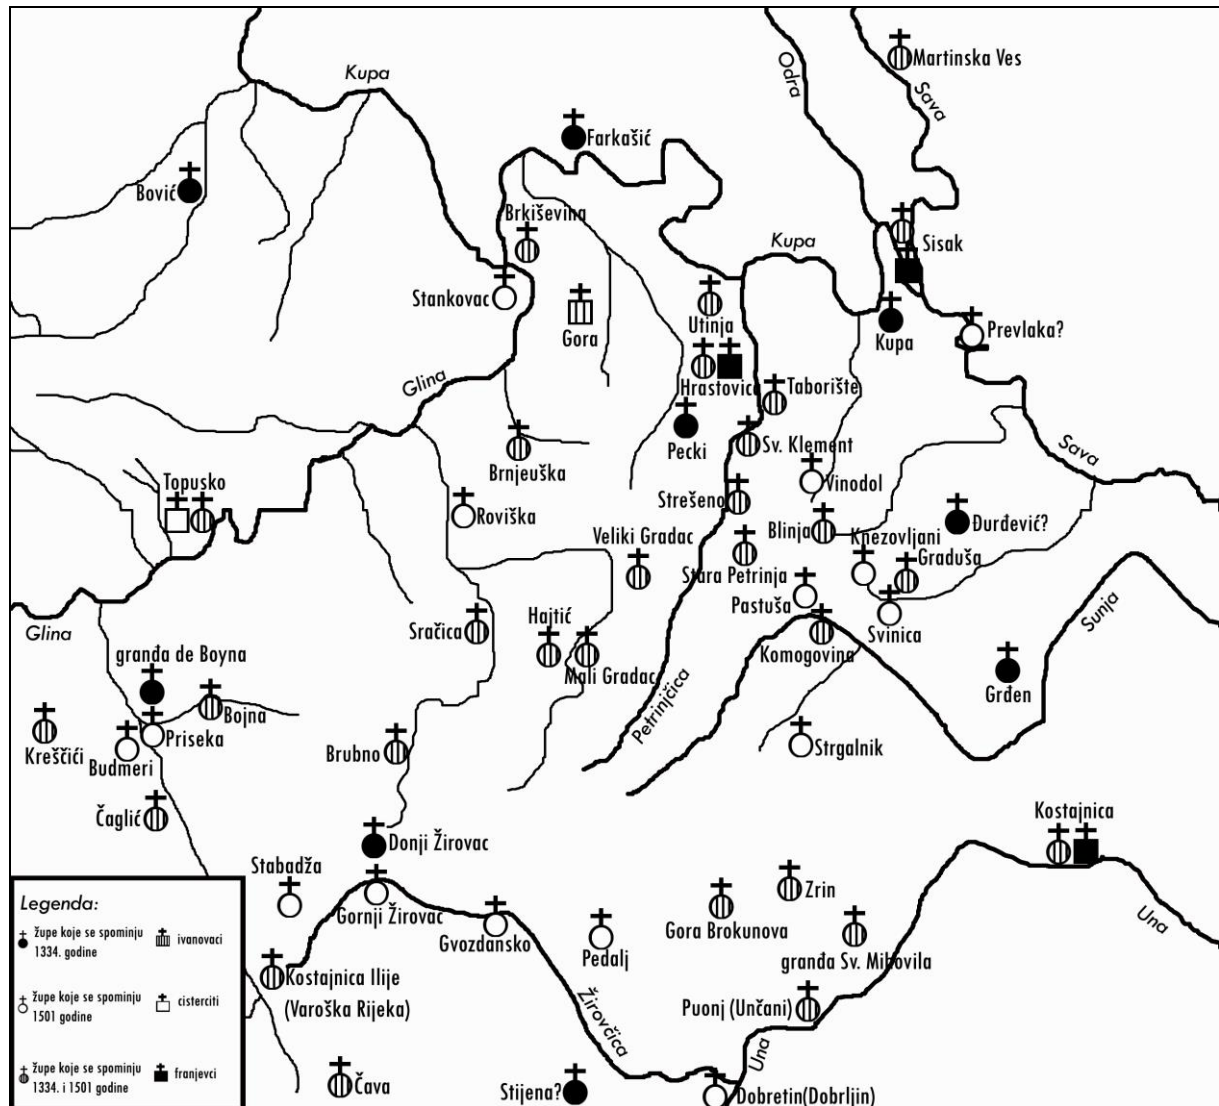 Martinska Ves
Odra
Sava
Kupa
Farkašić
Bović
Brkiševina
Sisak
Kupa
Stankovac
Gora
Utinja
Kupa
Prevlaka?
Glina
Hrastovica
Taborište
Pecki
Sv. Klement
Brnjeuška
Vinodol
Sava
Topusko
Strešeno
Roviška
Blinja
Đurđević?
Knezovljani
Veliki Gradac
Graduša
Stara Petrinja
Pastuša
Svinica
Sunja
Glina
Sračica
Hajtić
Mali Gradac
Komogovina
granđa de Boyna
Grđen
Bojna
Petrinjčica
Kreščići
Priseka
Budmeri
Brubno
Strgalnik
Čaglić
Kostajnica
Donji Žirovac
Stabadža
Gornji Žirovac
Gvozdansko
Zrin
Una
Gora Brokunova
Pedalj
granđa Sv. Mihovila
Kostajnica Ilije
(Varoška Rijeka)
Puonj (Unčani)
Žirovčica
Una
Čava
Stijena?
Dobretin(Dobrljin)
Legenda:
župe koje se spominju
1334. godine
ivanovaci
župe koje se spominju
1501 godine
cisterciti
župe koje se spominju
1334. i 1501 godine
franjevci